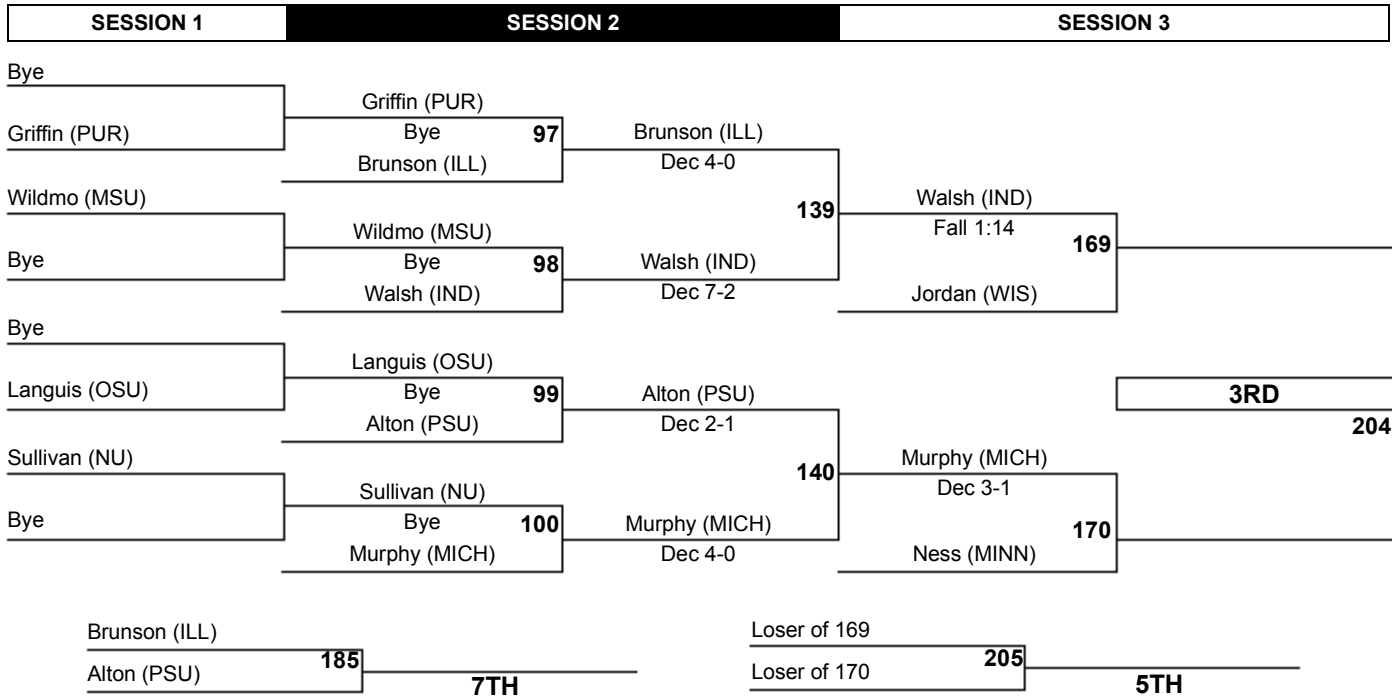 SESSION 1 SESSION 2 SESSION 3
Bye
Griffin (PUR)
Griffin (PUR) Bye 97 Brunson (ILL)
Brunson (ILL) Dec 4-0
Wildmo (MSU)
139 Walsh (IND)
Wildmo (MSU) Fall 1:14 169
Bye Bye 98 Walsh (IND)
Walsh (IND) Dec 7-2 Jordan (WIS)
Bye
Languis (OSU)
Languis (OSU) Bye 99 Alton (PSU) 3RD
Alton (PSU) Dec 2-1 204
Sullivan (NU) Murphy (MICH)
140 Dec 3-1
Sullivan (NU)
Bye Bye 100 Murphy (MICH) 170
Murphy (MICH) Dec 4-0 Ness (MINN)
Brunson (ILL) Loser of 169
185 205
Alton (PSU) 7TH Loser of 170 5TH